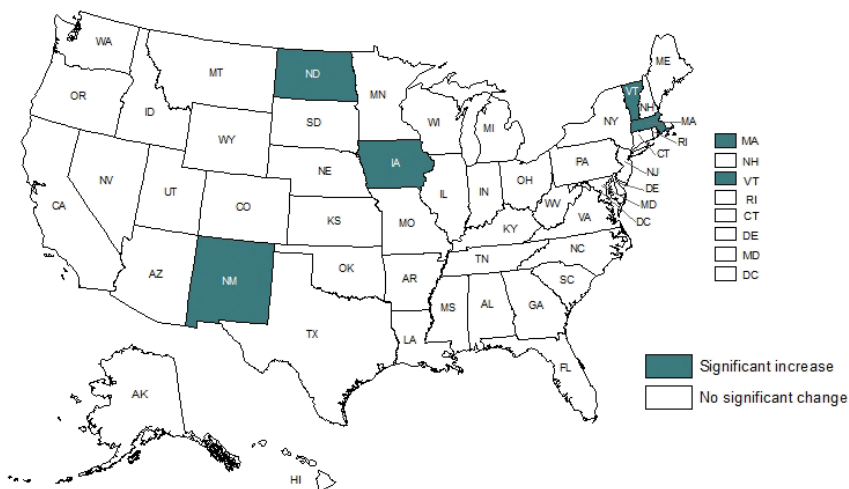 WA
OR
CA
ID
NV
MT
WY
UT
AZ
CO
NM
ND
SD
NE
KS
OK
TX
MN
IA
MO
AR
LA
WI
IL
MI
IN
OH
KY
TN
MS
AL
GA
FL
SC
NC
VA
WV
PA
NY
VT
NH
ME
MA
RI
CT
NJ
DE
MD
DC
AK
HI
MA
NH
VT
RI
CT
DE
MD
DC
Significant increase
No significant change